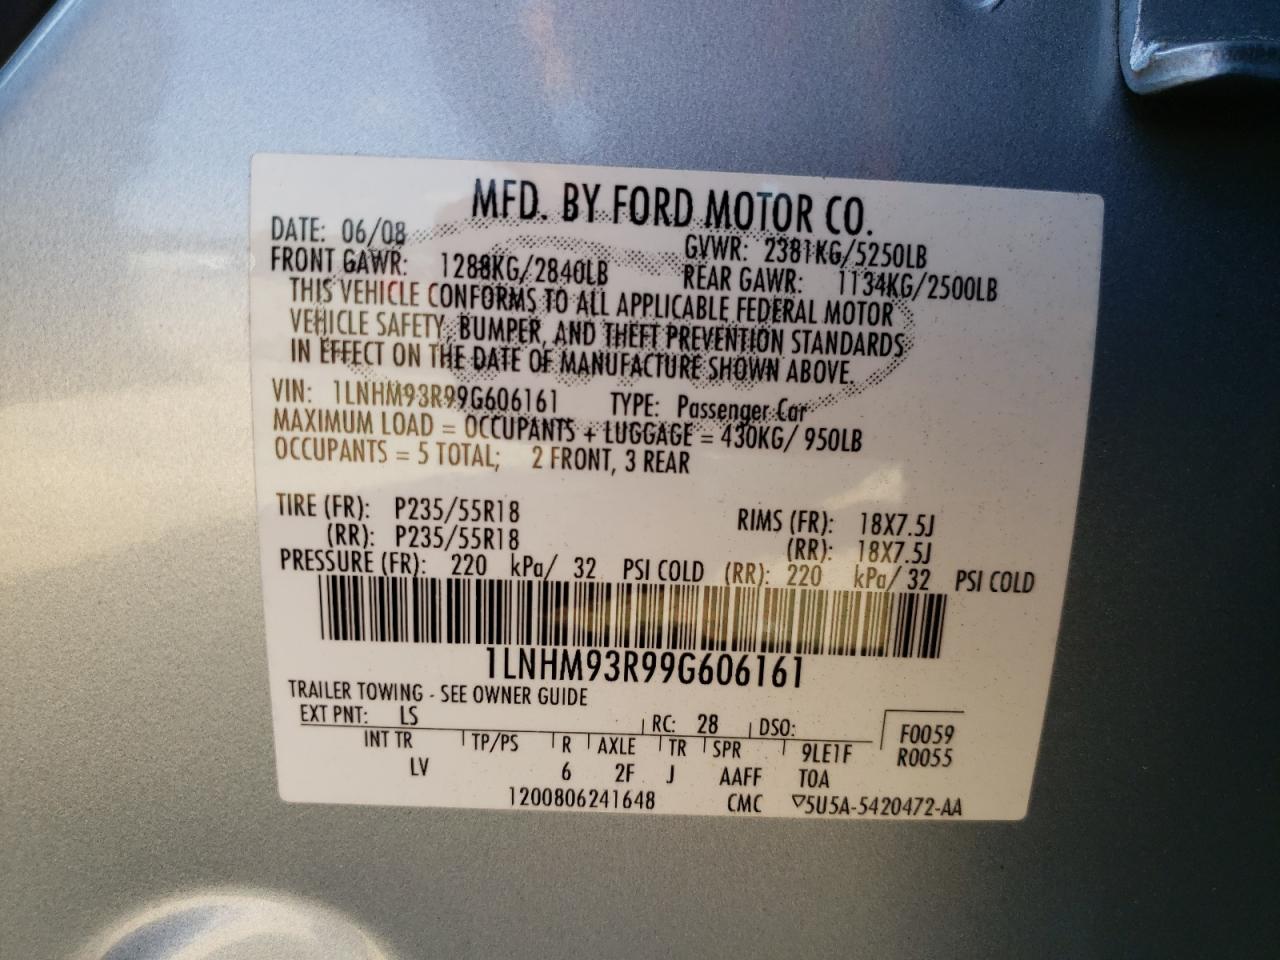 MFD. BY FORD MOTOR CO.
DATE: 06/08 GVWR: 2381KG/5250LB
FRONT GAWR: 1288KG/2840LB REAR GAWR: 1134KG/2500LB
THIS VEHICLE CONFORMS TO ALL APPLICABLE FEDERAL MOTOR
VEHICLE SAFETY, BUMPER, AND THEFT PREVENTION STANDARDS
IN EFFECT ON THE DATE OF MANUFACTURE SHOWN ABOVE.
VIN: 1LNHM93R99G606161 TYPE: Passenger Car
MAXIMUM LOAD = OCCUPANTS + LUGGAGE = 430KG/ 950LB
OCCUPANTS = 5 TOTAL; 2 FRONT, 3 REAR
TIRE (FR): P235/55R18 RIMS (FR): 18X7.5J
(RR): P235/55R18 (RR): 18X7.5J
PRESSURE (FR): 220 kPa/ 32 PSI COLD (RR): 220 kPa/ 32 PSI COLD
1LNHM93R99G606161
TRAILER TOWING - SEE OWNER GUIDE
EXT PNT: LS RC: 28 DSO: F0059
INT TR TP/PS R AXLE TR SPR 9LE1F R0055
LV 6 2F J AAFF TOA
1200806241648 CMC ▽5U5A-5420472-AA